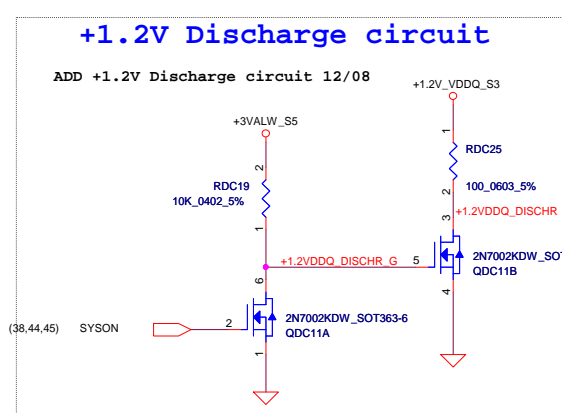 +1.2V Discharge circuit
ADD +1.2V Discharge circuit 12/08
+1.2V_VDDQ_S3
+3VALW_S5
1
RDC25
2
RDC19
100_0603_5%
10K_0402_5%
2
1
3
+1.2VDDQ_DISCHR
+1.2VDDQ_DISCHR_G
5
2N7002KDW_SOT
QDC11B
6
4
2N7002KDW_SOT363-6
QDC11A
(38,44,45)
SYSON
2
1